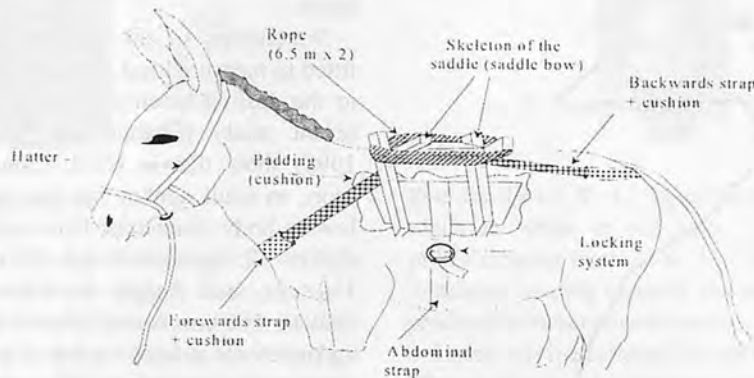 Rope
(6.5 m x 2)
Skeleton of the
saddle (saddle bow)
Backwards strap
+ cushion
Hatter
Padding
(cushion)
Locking
system
Forewards strap
+ cushion
Abdominal
strap